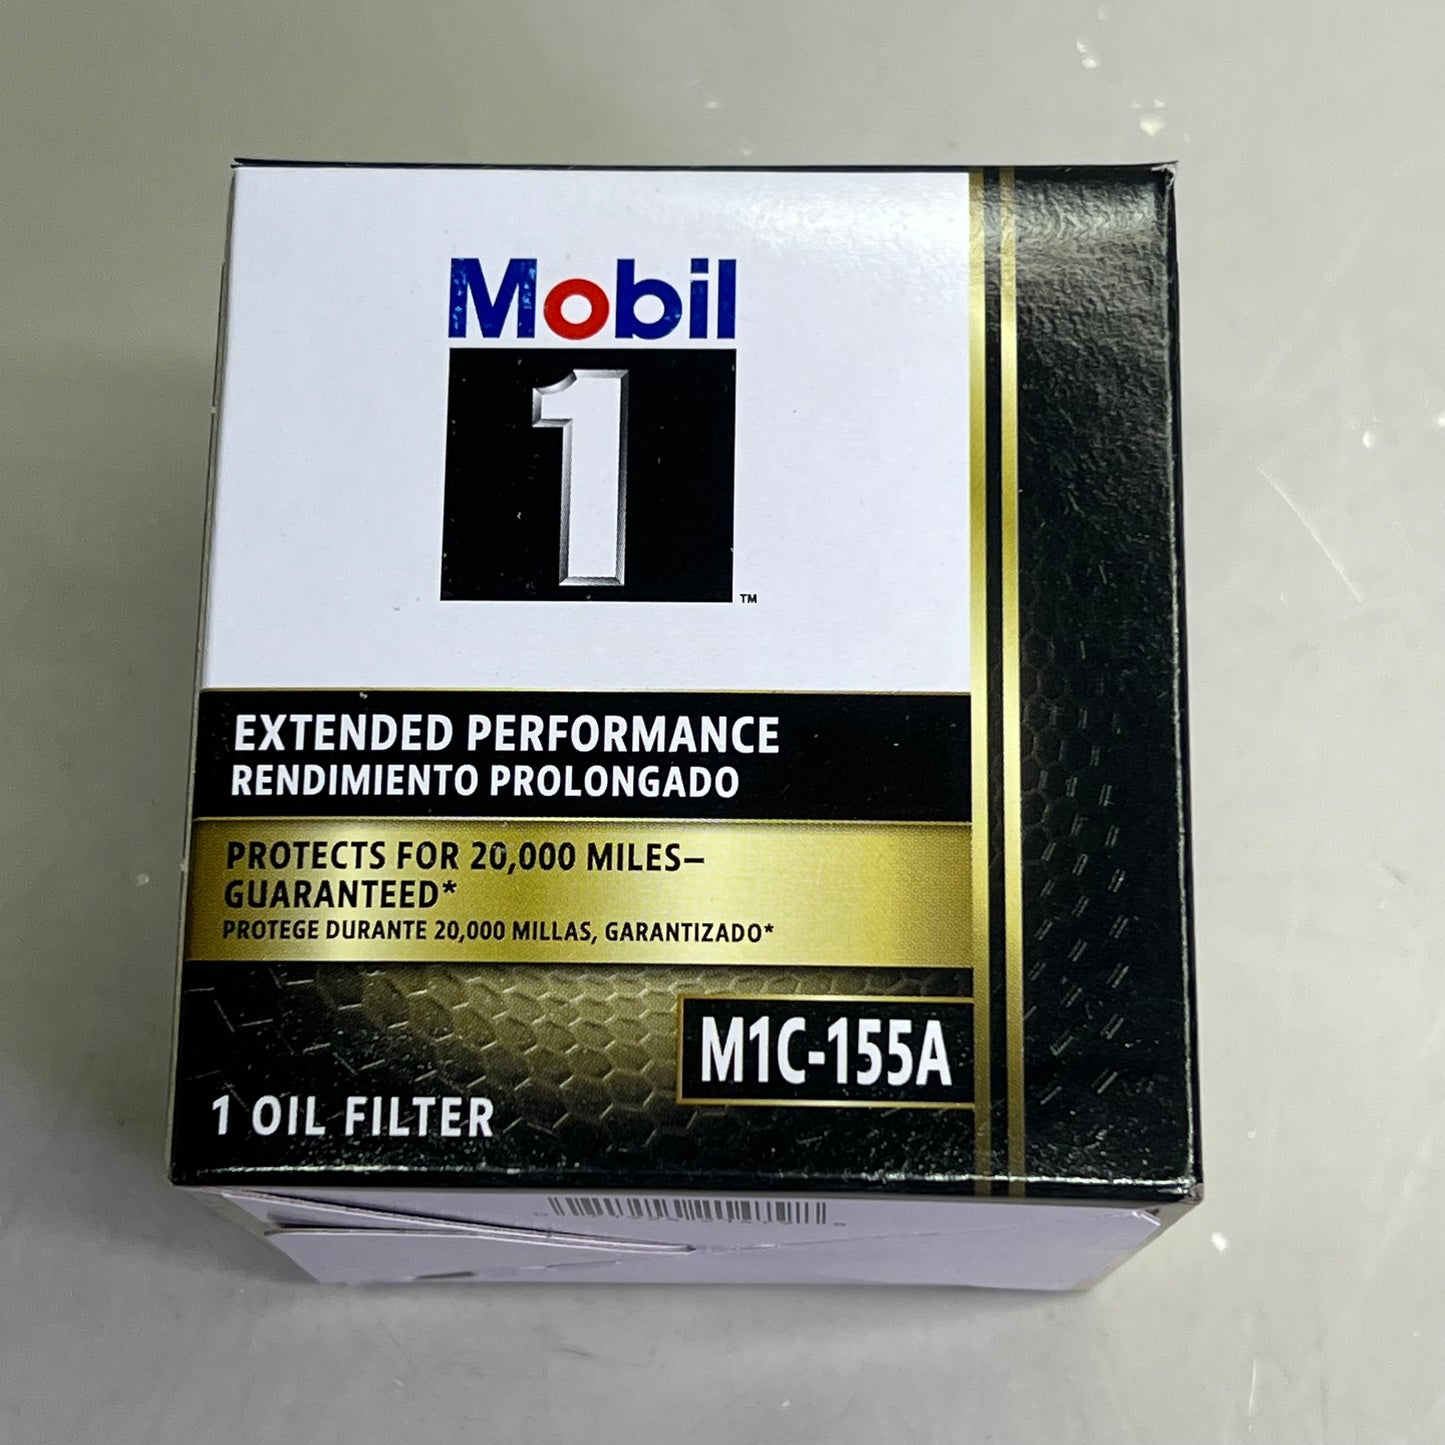 Mobil
1
™
EXTENDED PERFORMANCE
RENDIMIENTO PROLONGADO
PROTECTS FOR 20,000 MILES–
GUARANTEED*
PROTEGE DURANTE 20,000 MILLAS, GARANTIZADO*
M1C-155A
1 OIL FILTER